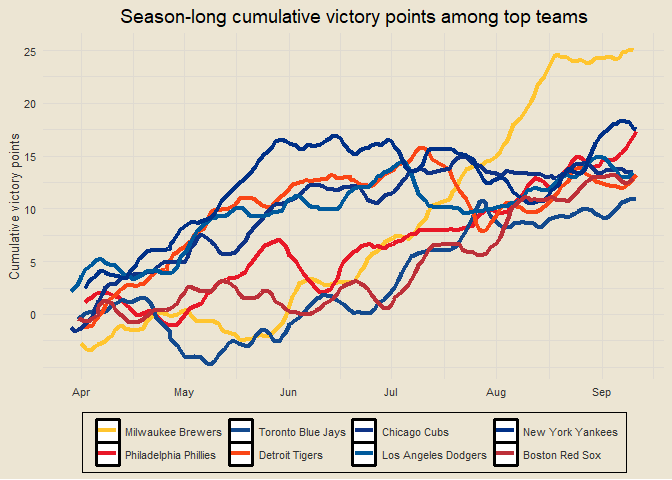 Season-long cumulative victory points among top teams
Cumulative victory points
25
20
15
10
5
0
Apr May Jun Jul Aug Sep
Milwaukee Brewers Toronto Blue Jays Chicago Cubs New York Yankees
Philadelphia Phillies Detroit Tigers Los Angeles Dodgers Boston Red Sox